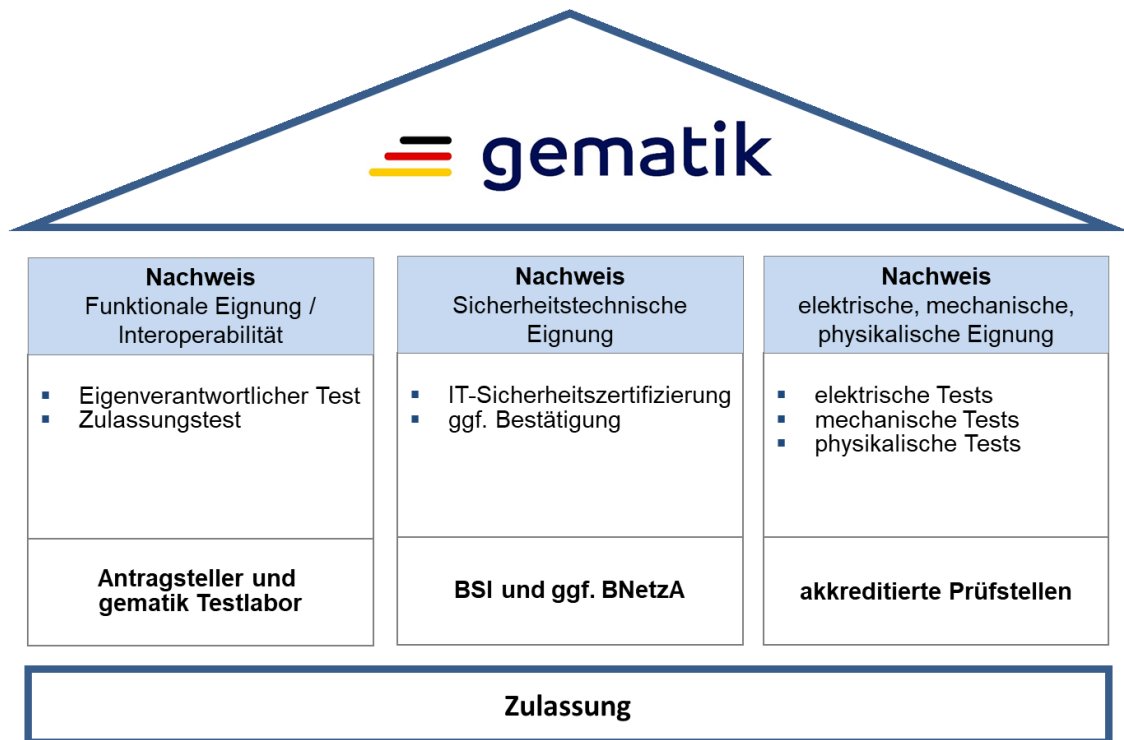 gematik
Nachweis
Funktionale Eignung /
Interoperabilität
▪ Eigenverantwortlicher Test
▪ Zulassungstest
Antragsteller und
gematik Testlabor
Nachweis
Sicherheitstechnische
Eignung
▪ IT-Sicherheitszertifizierung
▪ ggf. Bestätigung
BSI und ggf. BNetzA
Nachweis
elektrische, mechanische,
physikalische Eignung
▪ elektrische Tests
▪ mechanische Tests
▪ physikalische Tests
akkreditierte Prüfstellen
Zulassung